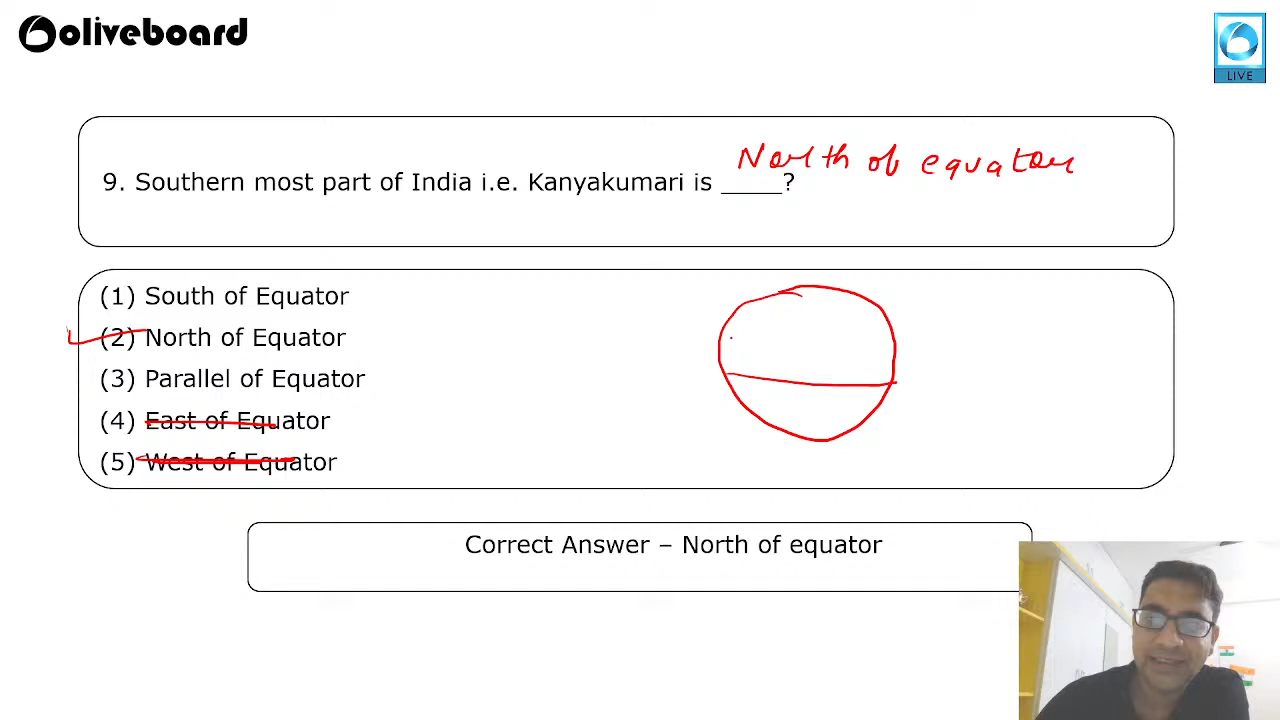 oliveboard
LIVE
North of equator
9. Southern most part of India i.e. Kanyakumari is _____?
(1) South of Equator
(2) North of Equator
(3) Parallel of Equator
(4) East of Equator
(5) West of Equator
Correct Answer – North of equator